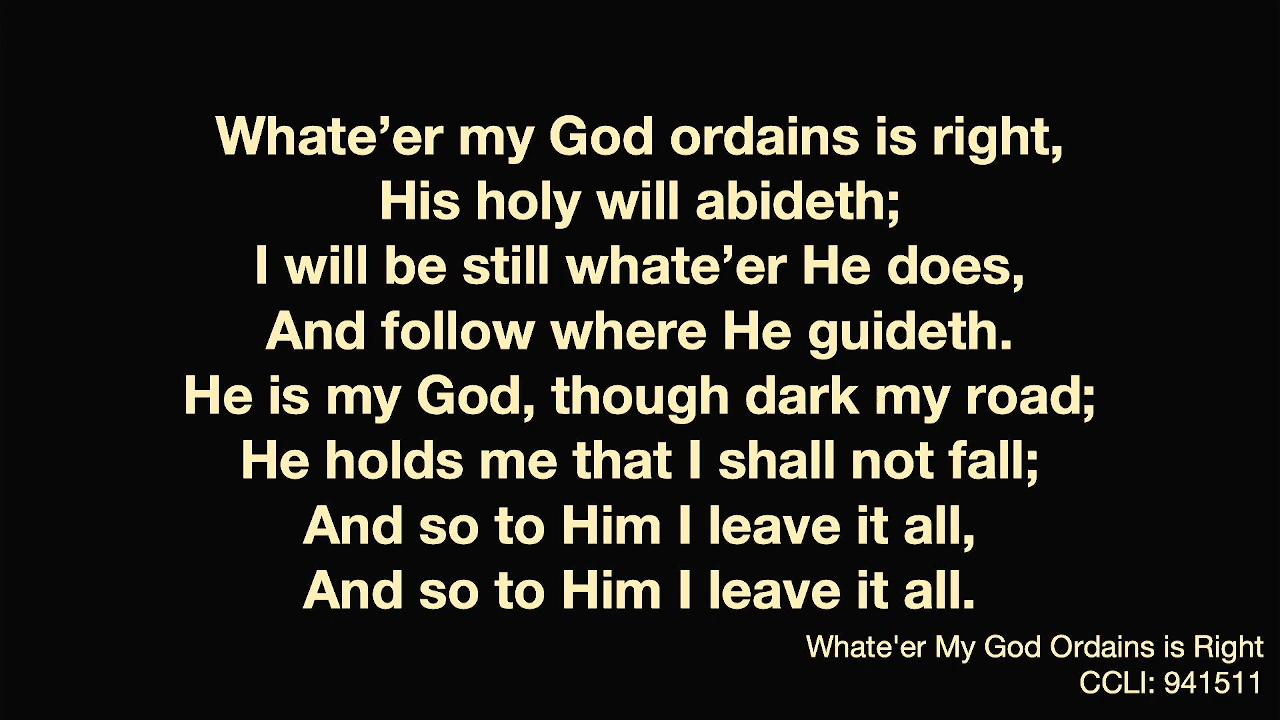 Whate’er my God ordains is right,
His holy will abideth;
I will be still whate’er He does,
And follow where He guideth.
He is my God, though dark my road;
He holds me that I shall not fall;
And so to Him I leave it all,
And so to Him I leave it all.
Whate'er My God Ordains is Right
CCLI: 941511